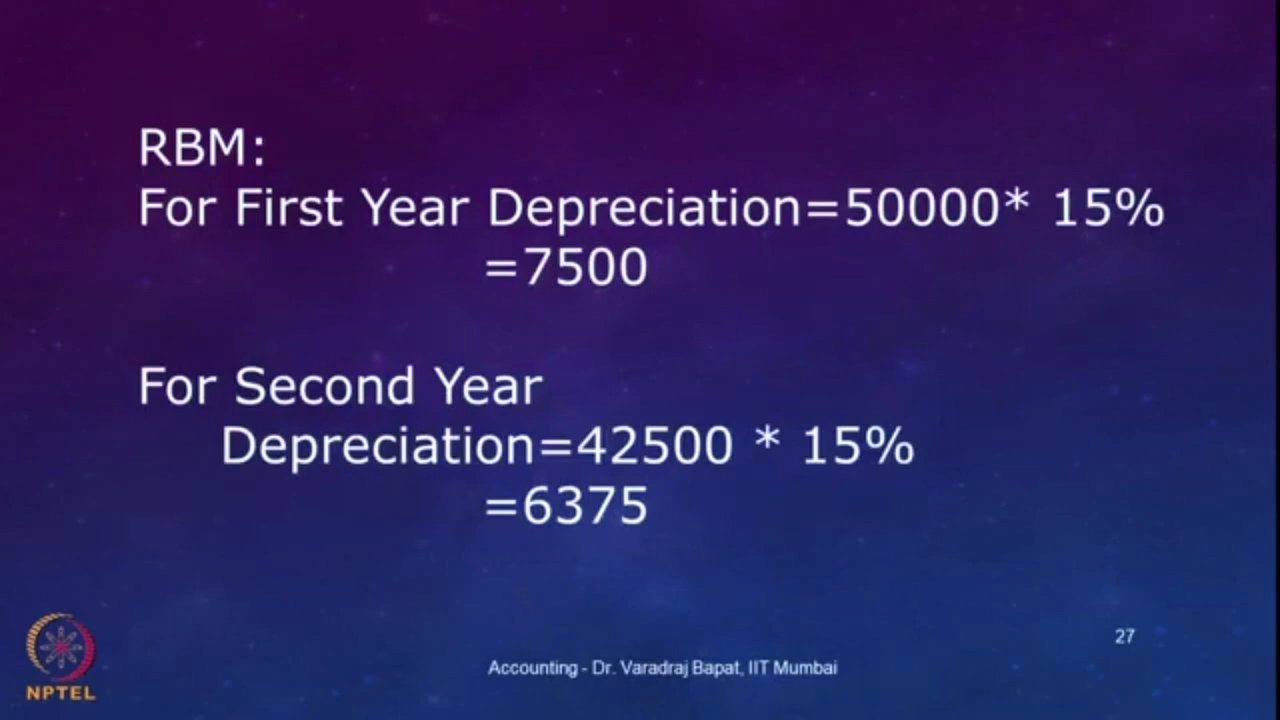 RBM:
For First Year Depreciation=50000* 15%
=7500
For Second Year
Depreciation=42500 * 15%
=6375
27
Accounting - Dr. Varadraj Bapat, IIT Mumbai
NPTEL